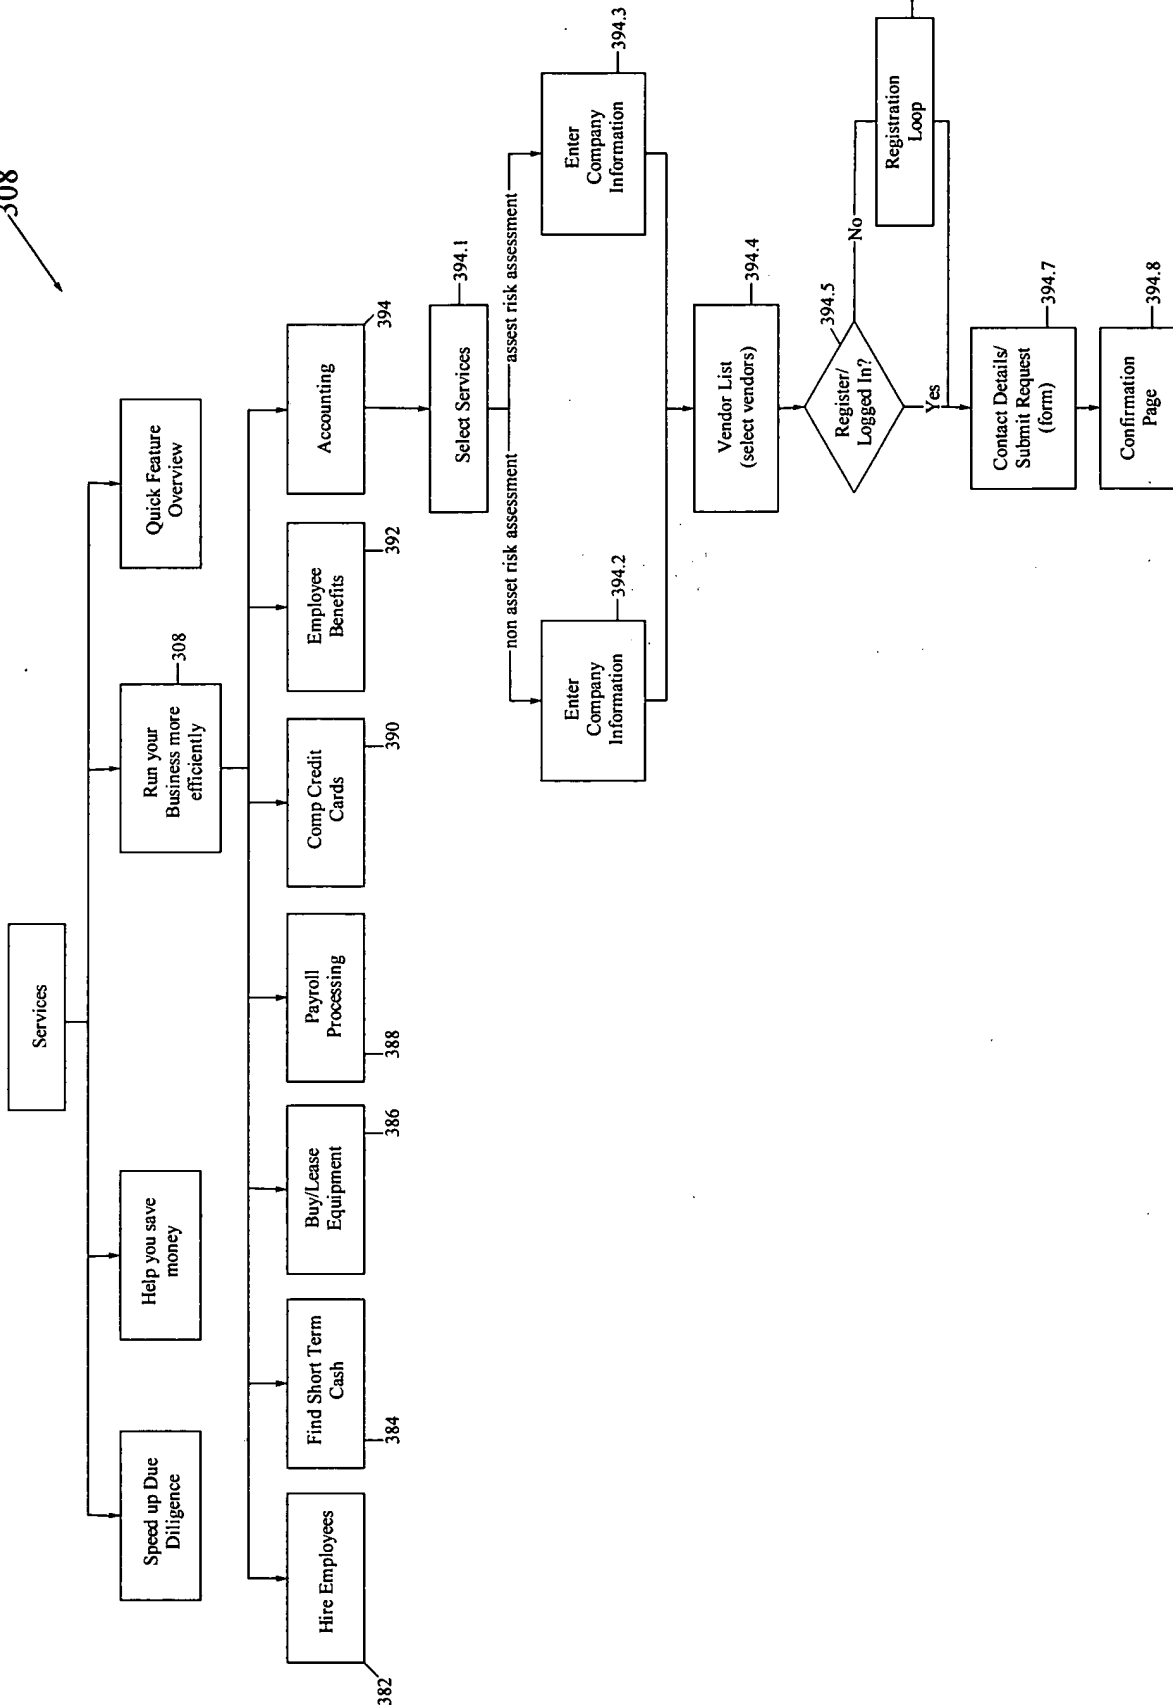 308
Services
Speed up Due
Diligence
Help you save
money
Run your
Business more
efficiently
308
Quick Feature
Overview
Hire Employees
382
Find Short Term
Cash
384
Buy/Lease
Equipment
386
Payroll
Processing
388
Comp Credit
Cards
390
Employee
Benefits
392
Accounting
394
Select Services
394.1
non asset risk assessment
assest risk assessment
Enter
Company
Information
394.2
Enter
Company
Information
394.3
Vendor List
(select vendors)
394.4
Register/
Logged In?
394.5
No
Registration
Loop
Yes
Contact Details/
Submit Request
(form)
394.7
Confirmation
Page
394.8